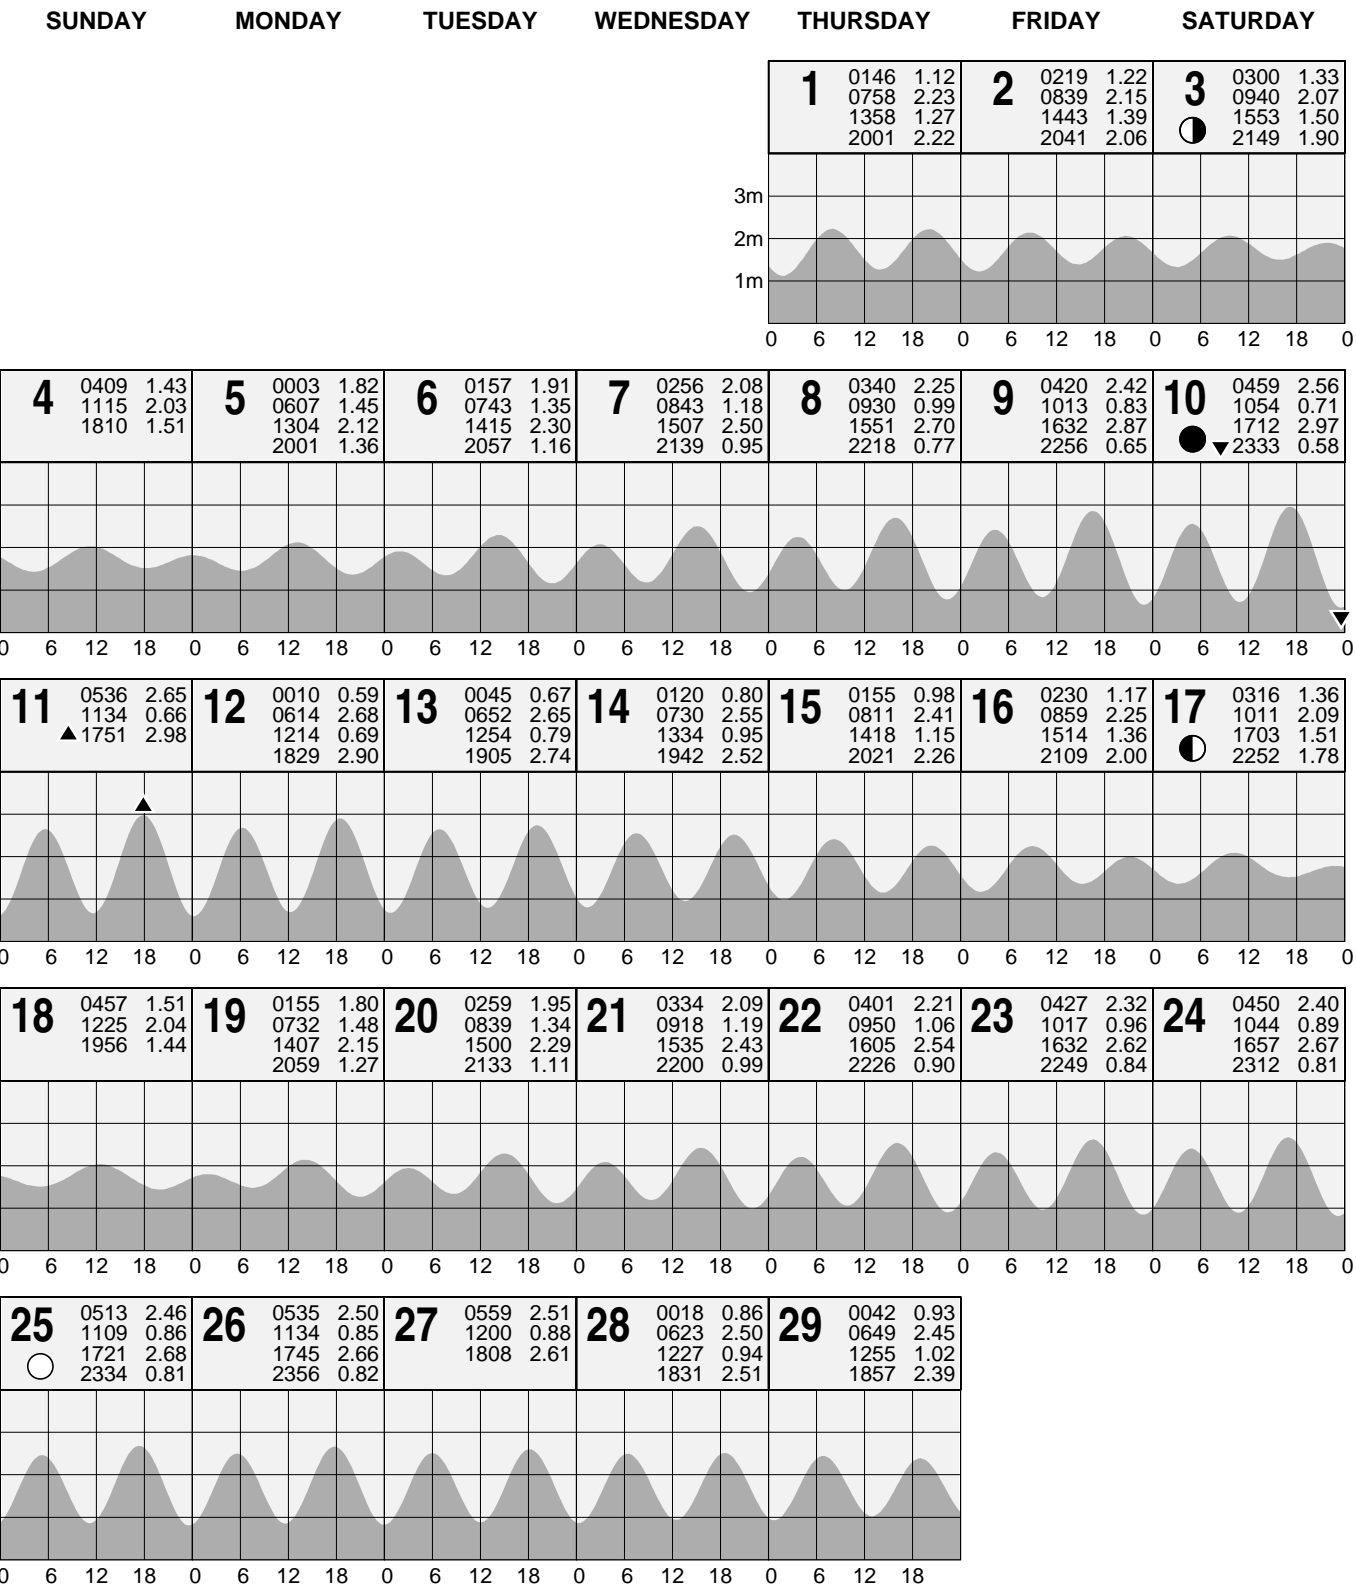 SUNDAY MONDAY TUESDAY WEDNESDAY THURSDAY FRIDAY SATURDAY
1 0146 1.12
0758 2.23
1358 1.27
2001 2.22
2 0219 1.22
0839 2.15
1443 1.39
2041 2.06
3 0300 1.33
0940 2.07
1553 1.50
2149 1.90
3m
2m
1m
0 6 12 18 0 6 12 18 0 6 12 18 0
4 0409 1.43
1115 2.03
1810 1.51
5 0003 1.82
0607 1.45
1304 2.12
2001 1.36
6 0157 1.91
0743 1.35
1415 2.30
2057 1.16
7 0256 2.08
0843 1.18
1507 2.50
2139 0.95
8 0340 2.25
0930 0.99
1551 2.70
2218 0.77
9 0420 2.42
1013 0.83
1632 2.87
2256 0.65
10 0459 2.56
1054 0.71
1712 2.97
2333 0.58
0 6 12 18 0 6 12 18 0 6 12 18 0 6 12 18 0 6 12 18 0 6 12 18 0 6 12 18 0
11 0536 2.65
1134 0.66
1751 2.98
12 0010 0.59
0614 2.68
1214 0.69
1829 2.90
13 0045 0.67
0652 2.65
1254 0.79
1905 2.74
14 0120 0.80
0730 2.55
1334 0.95
1942 2.52
15 0155 0.98
0811 2.41
1418 1.15
2021 2.26
16 0230 1.17
0859 2.25
1514 1.36
2109 2.00
17 0316 1.36
1011 2.09
1703 1.51
2252 1.78
0 6 12 18 0 6 12 18 0 6 12 18 0 6 12 18 0 6 12 18 0 6 12 18 0 6 12 18 0
18 0457 1.51
1225 2.04
1956 1.44
19 0155 1.80
0732 1.48
1407 2.15
2059 1.27
20 0259 1.95
0839 1.34
1500 2.29
2133 1.11
21 0334 2.09
0918 1.19
1535 2.43
2200 0.99
22 0401 2.21
0950 1.06
1605 2.54
2226 0.90
23 0427 2.32
1017 0.96
1632 2.62
2249 0.84
24 0450 2.40
1044 0.89
1657 2.67
2312 0.81
0 6 12 18 0 6 12 18 0 6 12 18 0 6 12 18 0 6 12 18 0 6 12 18 0 6 12 18 0
25 0513 2.46
1109 0.86
1721 2.68
2334 0.81
26 0535 2.50
1134 0.85
1745 2.66
2356 0.82
27 0559 2.51
1200 0.88
1808 2.61
28 0018 0.86
0623 2.50
1227 0.94
1831 2.51
29 0042 0.93
0649 2.45
1255 1.02
1857 2.39
0 6 12 18 0 6 12 18 0 6 12 18 0 6 12 18 0 6 12 18